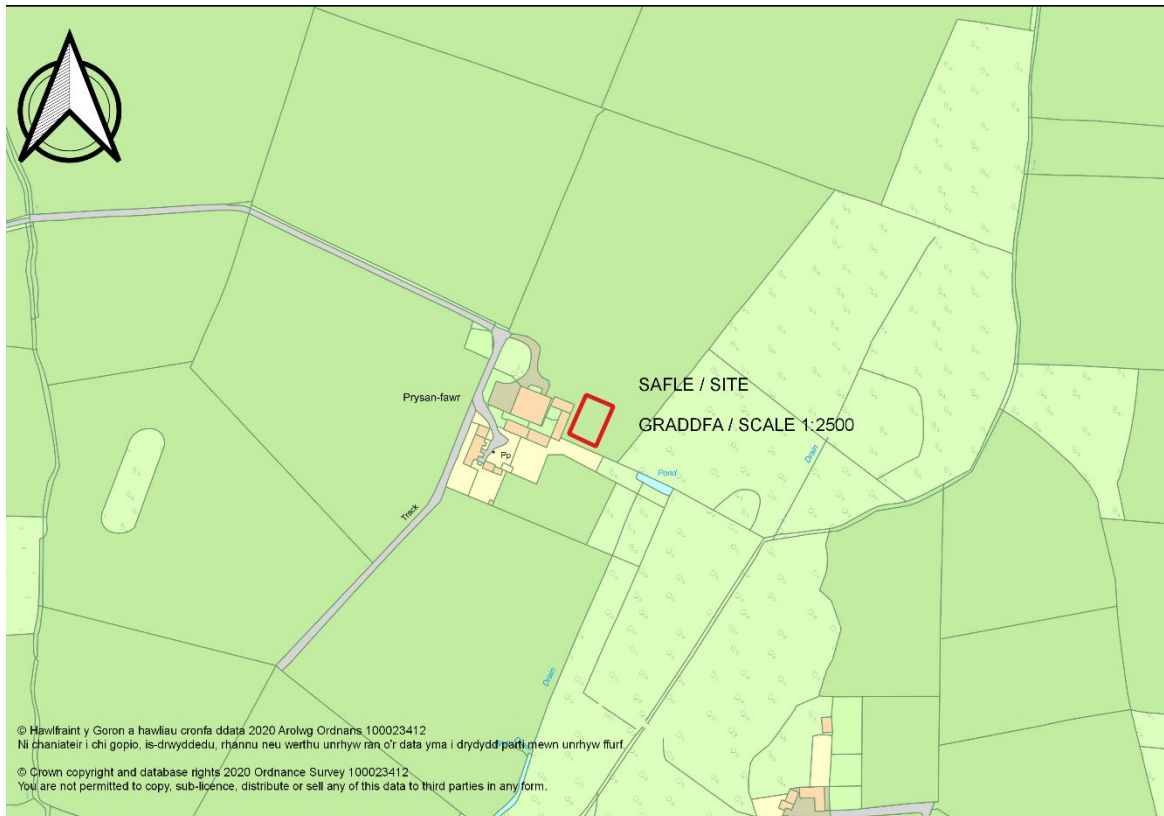 SAFLE / SITE
Prysan-fawr
GRADDFA / SCALE 1:2500
Drain
Pp
Pond
Track
Drain
© Hawlfraint y Goron a hawliau cronfa ddata 2020 Arolwg Ordnans 100023412
Ni chaniateir i chi gopio, is-drwyddedu, rhannu neu werthu unrhyw ran o'r data yma i drydydd parti mewn unrhyw ffurf.
© Crown copyright and database rights 2020 Ordnance Survey 100023412
You are not permitted to copy, sub-licence, distribute or sell any of this data to third parties in any form.